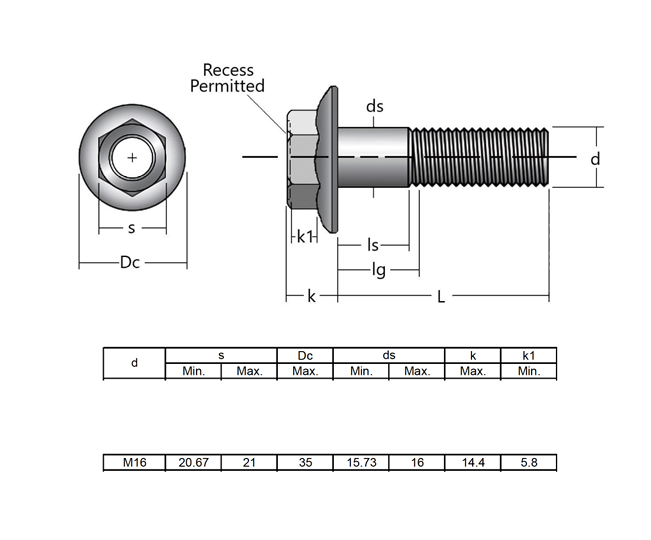 Recess
Permitted
ds
d
s
Dc
k1
ls
lg
k
L
d s Dc ds k k1
Min. Max. Max. Min. Max. Max. Min.
M16 20.67 21 35 15.73 16 14.4 5.8